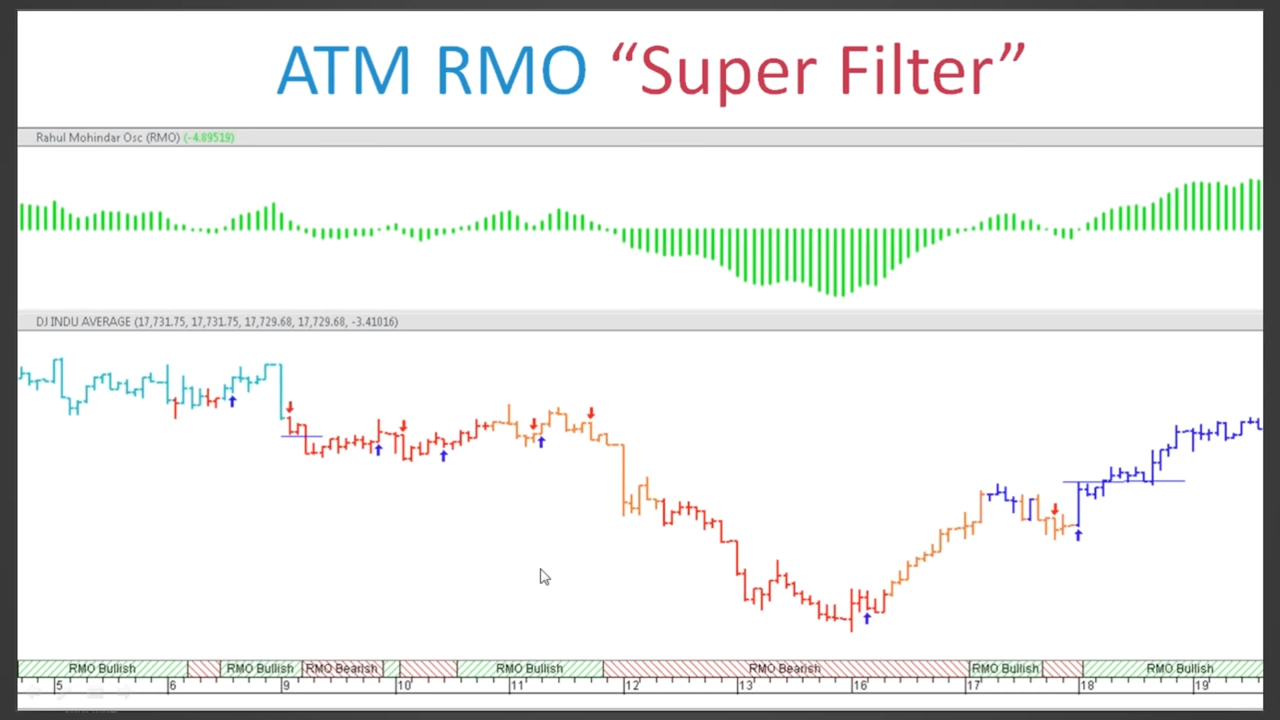 ATM RMO “Super Filter”
Rahul Mohindar Osc (RMO) (-4.89519)
DJ INDU AVERAGE (17,731.75, 17,731.75, 17,729.68, 17,729.68, -3.41016)
RMO Bullish RMO Bullish RMO Bearish RMO Bullish RMO Bearish RMO Bullish RMO Bullish
5 6 9 10 11 12 13 16 17 18 19